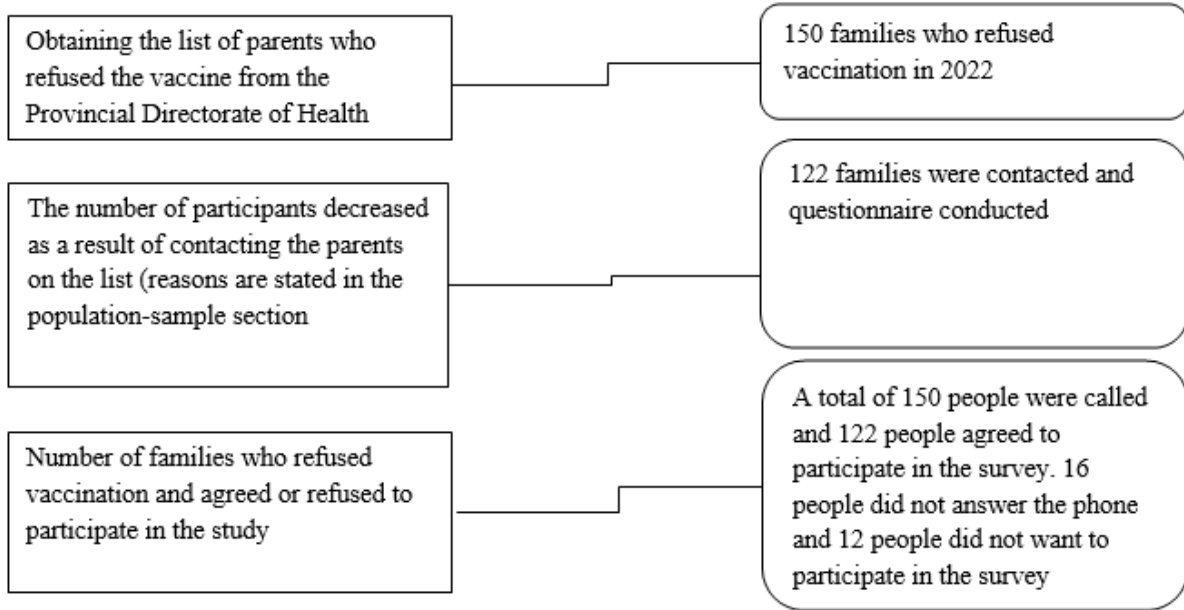 Obtaining the list of parents who
refused the vaccine from the
Provincial Directorate of Health
150 families who refused
vaccination in 2022
The number of participants decreased
as a result of contacting the parents
on the list (reasons are stated in the
population-sample section
122 families were contacted and
questionnaire conducted
Number of families who refused
vaccination and agreed or refused to
participate in the study
A total of 150 people were called
and 122 people agreed to
participate in the survey. 16
people did not answer the phone
and 12 people did not want to
participate in the survey